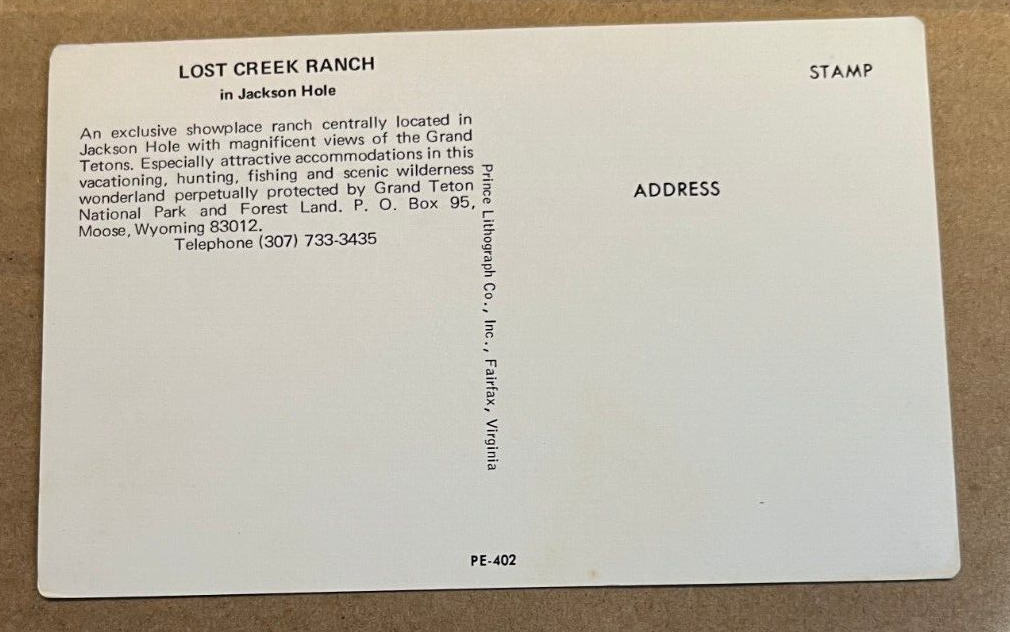 LOST CREEK RANCH
in Jackson Hole
An exclusive showplace ranch centrally located in
Jackson Hole with magnificent views of the Grand
Tetons. Especially attractive accommodations in this
vacationing, hunting, fishing and scenic wilderness
wonderland perpetually protected by Grand Teton
National Park and Forest Land. P. O. Box 95,
Moose, Wyoming 83012.
Telephone (307) 733-3435
Prince Lithograph Co., Inc., Fairfax, Virginia
PE-402
STAMP
ADDRESS